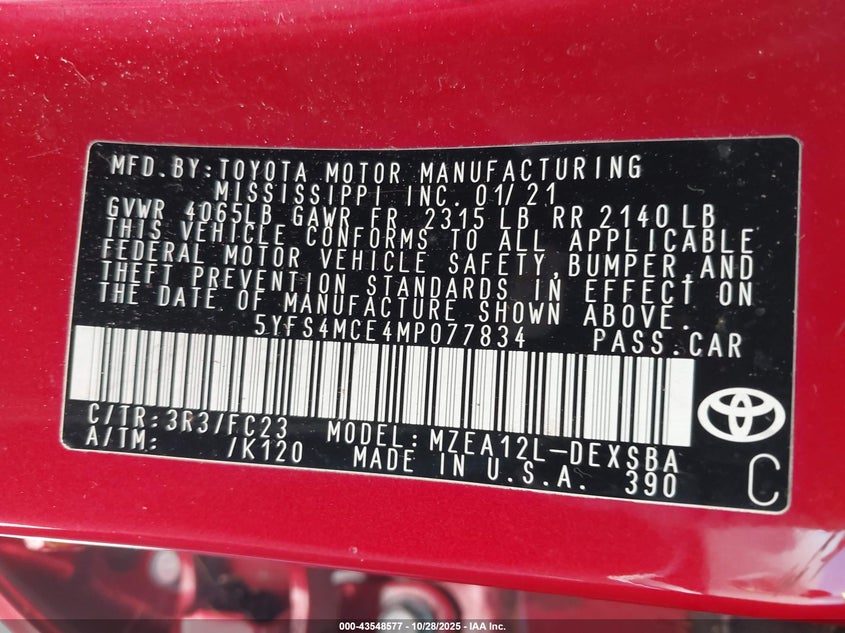 MFD.BY:TOYOTA MOTOR MANUFACTURING
MISSISSIPPI INC. 01/21
GVWR 4065LB GAWR FR 2315 LB RR 2140 LB
THIS VEHICLE CONFORMS TO ALL APPLICABLE
FEDERAL MOTOR VEHICLE SAFETY,BUMPER,AND
THEFT PREVENTION STANDARDS IN EFFECT ON
THE DATE OF MANUFACTURE SHOWN ABOVE.
5YFS4MCE4MP077834 PASS.CAR
C/TR:3R3/FC23 MODEL:MZEA12L-DEXSBA
A/TM: /K120 MADE IN U.S.A. 390
C
000-43548577 - 10/28/2025 - IAA Inc.